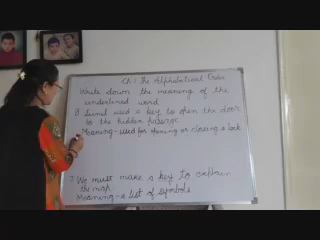 Ch: The Alphabetical Order
Write down the meaning of the
underlined word
Sunil used a key to open the door
to the hidden passage
Meaning - Used for opening or closing a lock
We must make a key to explain
the map
Meaning - a list of symbols